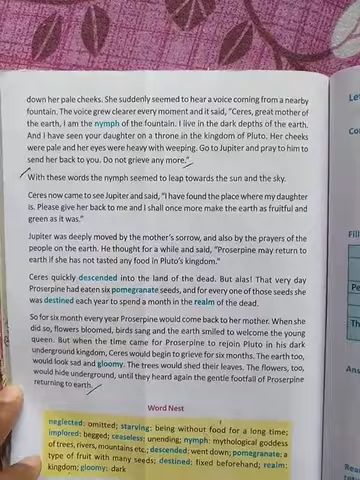 down her pale cheeks. She suddenly seemed to hear a voice coming from a nearby
fountain. The voice grew clearer every moment and it said, "Ceres, great mother of
the earth, I am the nymph of the fountain. I live in the dark depths of the earth.
And I have seen your daughter on a throne in the kingdom of Pluto. Her cheeks
were pale and her eyes were heavy with weeping. Go to Jupiter and pray to him to
send her back to you. Do not grieve any more."
With these words the nymph seemed to leap towards the sun and the sky.
Ceres now came to see Jupiter and said, "I have found the place where my daughter
is. Please give her back to me and I shall once more make the earth as fruitful and
green as it was."
Jupiter was deeply moved by the mother's sorrow, and also by the prayers of the
people on the earth. He thought for a while and said, "Proserpine may return to
earth if she has not tasted any food in Pluto's kingdom."
Ceres quickly descended into the land of the dead. But alas! That very day
Proserpine had eaten six pomegranate seeds, and for every one of those seeds she
was destined each year to spend a month in the realm of the dead.
So for six month every year Proserpine would come back to her mother. When she
did so, flowers bloomed, birds sang and the earth smiled to welcome the young
queen. But when the time came for Proserpine to rejoin Pluto in his dark
underground kingdom, Ceres would begin to grieve for six months. The earth too,
would look sad and gloomy. The trees would shed their leaves. The flowers, too,
would hide underground, until they heard again the gentle footfall of Proserpine
returning to earth.
Word Nest
neglected: omitted; starving: being without food for a long time;
implored: begged; ceaseless: unending; nymph: mythological goddess
of trees, rivers, mountains etc.; descended: went down; pomegranate: a
type of fruit with many seeds; destined: fixed beforehand; realm:
kingdom; gloomy: dark